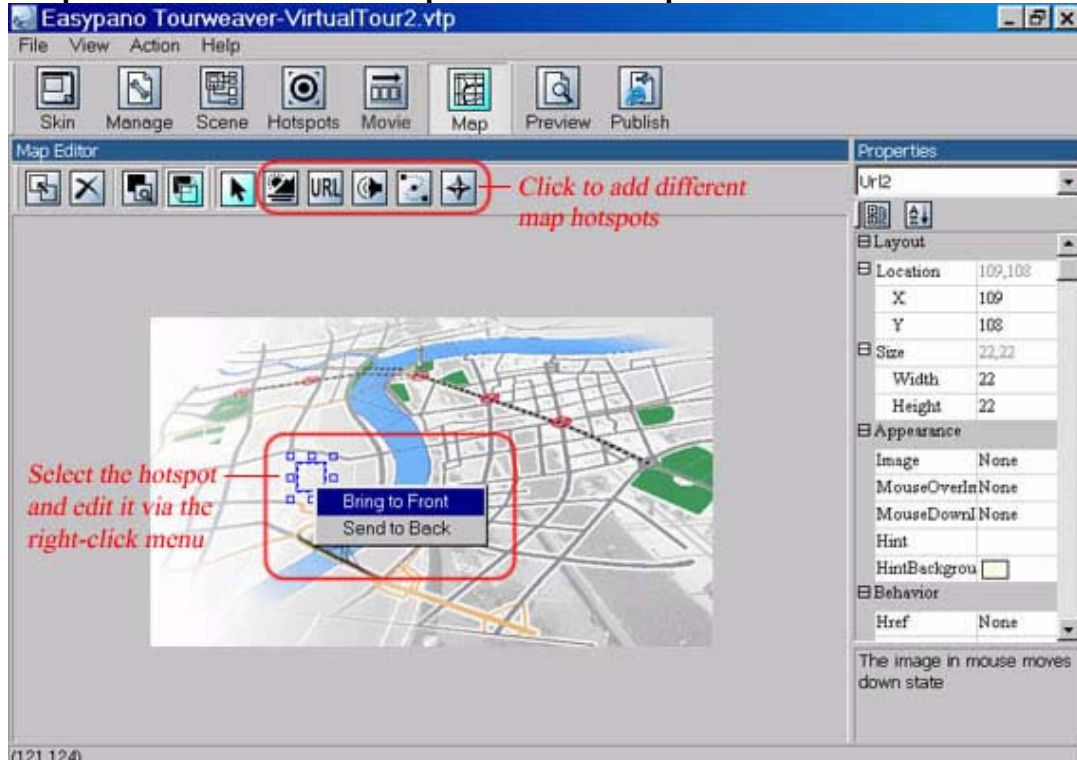 Easypano Tourweaver-VirtualTour2.vtp
File View Action Help
Skin Manage Scene Hotspots Movie Map Preview Publish
Map Editor
Properties
URL
Click to add different
map hotspots
Url2
Layout
Location 109,108
X 109
Y 108
Size 22,22
Width 22
Height 22
Appearance
Image None
MouseOverIm None
MouseDownI None
Hint
HintBackgrou
Behavior
Href None
Select the hotspot
and edit it via the
right-click menu
Bring to Front
Send to Back
The image in mouse moves
down state
(121,124)